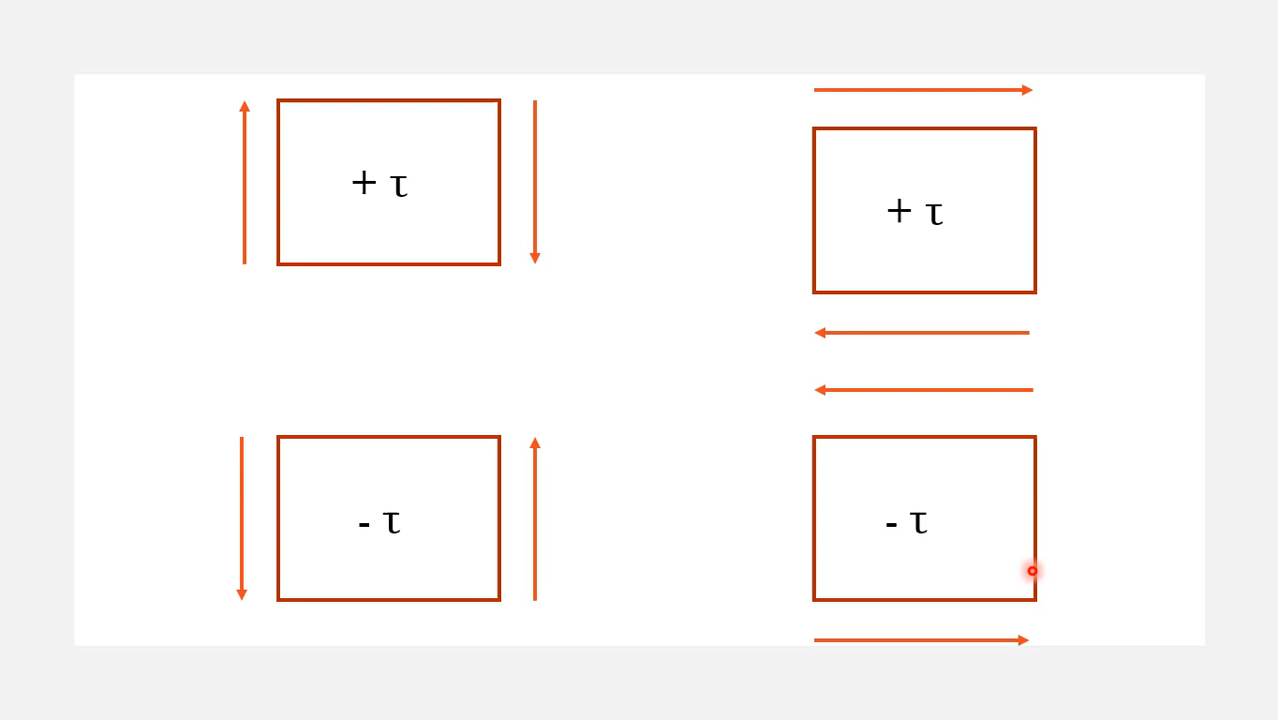 + τ
+ τ
- τ
- τ